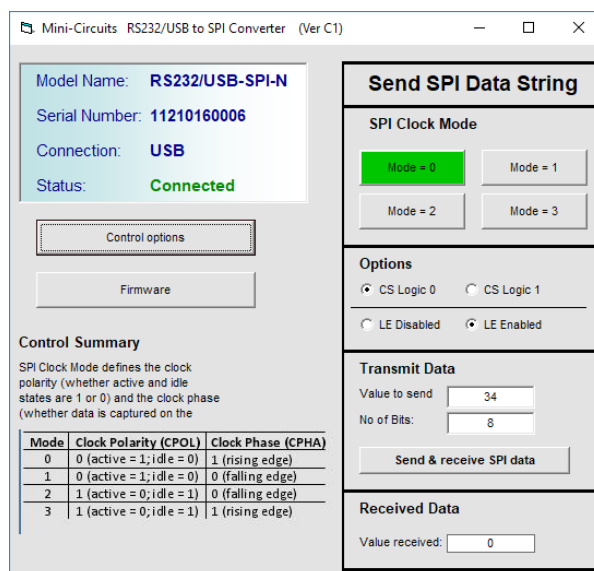 Mini-Circuits RS232/USB to SPI Converter (Ver C1)
Model Name: RS232/USB-SPI-N
Serial Number: 11210160006
Connection: USB
Status: Connected
Control options
Firmware
Control Summary
SPI Clock Mode defines the clock
polarity (whether active and idle
states are 1 or 0) and the clock phase
(whether data is captured on the
Mode Clock Polarity (CPOL) Clock Phase (CPHA)
0 0 (active = 1; idle = 0) 1 (rising edge)
1 0 (active = 1; idle = 0) 0 (falling edge)
2 1 (active = 0; idle = 1) 0 (falling edge)
3 1 (active = 0; idle = 1) 1 (rising edge)
Send SPI Data String
SPI Clock Mode
Mode = 0 Mode = 1
Mode = 2 Mode = 3
Options
CS Logic 0 CS Logic 1
LE Disabled LE Enabled
Transmit Data
Value to send 34
No of Bits: 8
Send & receive SPI data
Received Data
Value received: 0